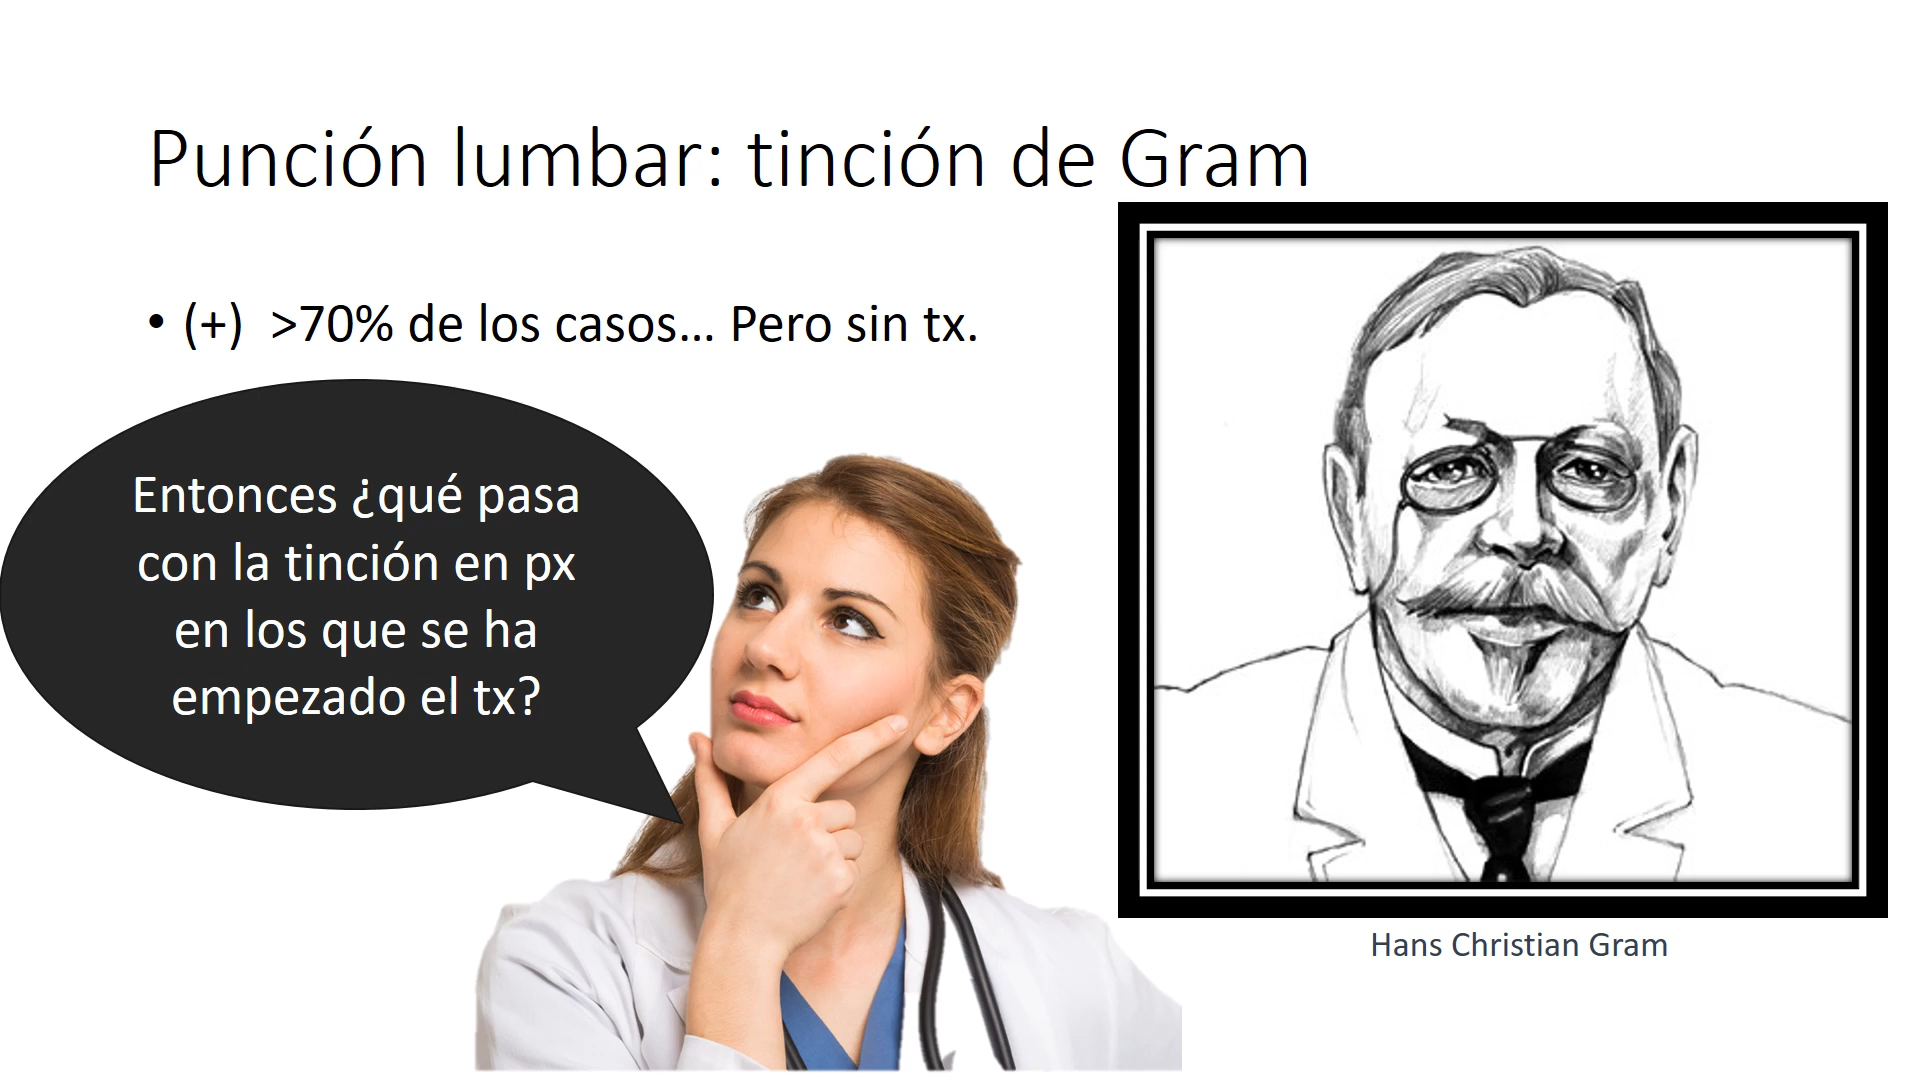 Punción lumbar: tinción de Gram
• (+)  >70% de los casos... Pero sin tx.
Entonces ¿qué pasa
con la tinción en px
en los que se ha
empezado el tx?
Hans Christian Gram